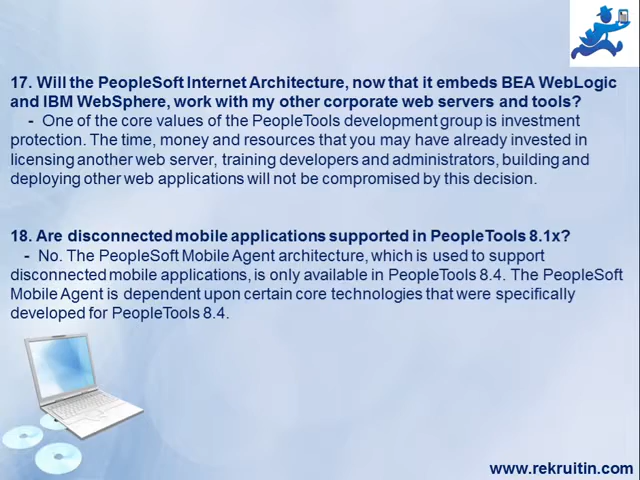 17. Will the PeopleSoft Internet Architecture, now that it embeds BEA WebLogic
and IBM WebSphere, work with my other corporate web servers and tools?
- One of the core values of the PeopleTools development group is investment
protection. The time, money and resources that you may have already invested in
licensing another web server, training developers and administrators, building and
deploying other web applications will not be compromised by this decision.
18. Are disconnected mobile applications supported in PeopleTools 8.1x?
- No. The PeopleSoft Mobile Agent architecture, which is used to support
disconnected mobile applications, is only available in PeopleTools 8.4. The PeopleSoft
Mobile Agent is dependent upon certain core technologies that were specifically
developed for PeopleTools 8.4.
www.rekruitin.com